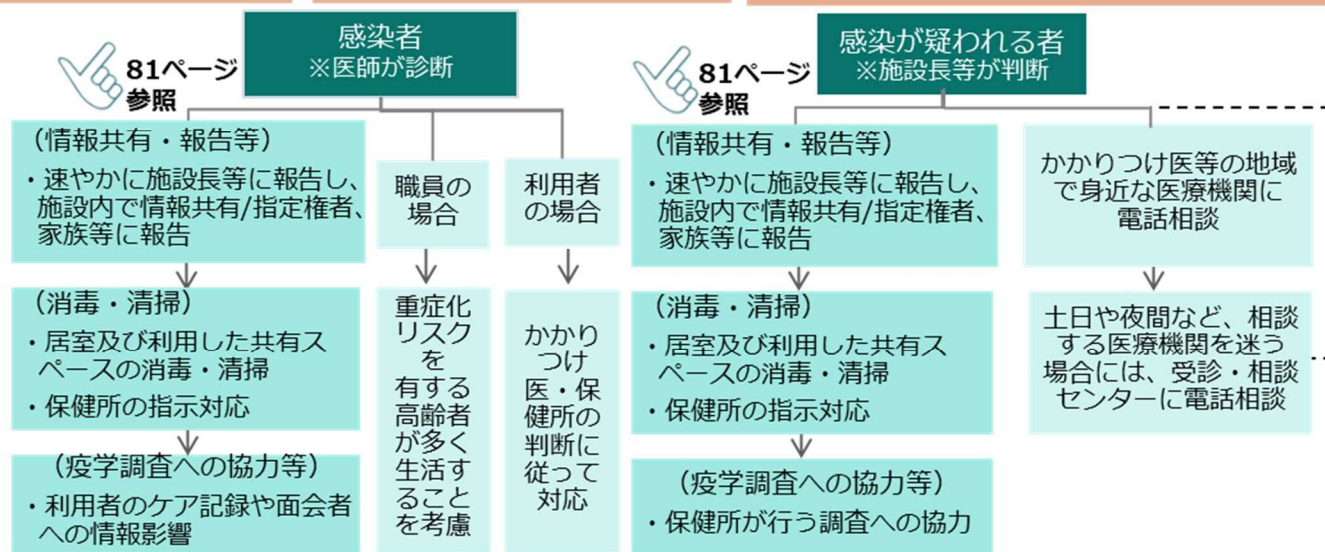 感染者
※医師が診断
81ページ
参照
(情報共有・報告等)
・速やかに施設長等に報告し、
施設内で情報共有/指定権者、
家族等に報告
(消毒・清掃)
・居室及び利用した共有ス
ペースの消毒・清掃
・保健所の指示対応
(疫学調査への協力等)
・利用者のケア記録や面会者
への情報影響
職員の
場合
重症化
リスク
を
有する
高齢者
が多く
生活す
ること
を考慮
利用者
の場合
かかり
つけ
医・保
健所の
判断に
従って
対応
感染が疑われる者
※施設長等が判断
81ページ
参照
(情報共有・報告等)
・速やかに施設長等に報告し、
施設内で情報共有/指定権者、
家族等に報告
(消毒・清掃)
・居室及び利用した共有ス
ペースの消毒・清掃
・保健所の指示対応
(疫学調査への協力等)
・保健所が行う調査への協力
かかりつけ医等の地域
で身近な医療機関に
電話相談
土日や夜間など、相談
する医療機関を迷う
場合には、受診・相談
センターに電話相談